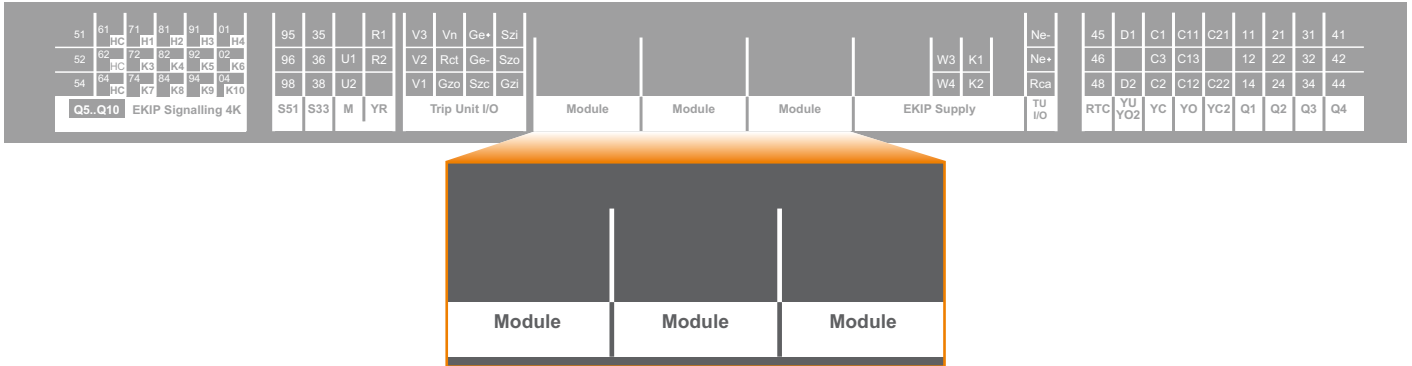 61 71 81 91 01
51 95 35 R1 V3 Vn Ge+ Szi Ne- 45 D1 C1 C11 C21 11 21 31 41
HC H1 H2 H3 H4
62 72 82 92 02
52 96 36 U1 R2 V2 Rct Ge- Szo W3 K1 Ne+ 46 C3 C13 12 22 32 42
HC K3 K4 K5 K6
64 74 84 94 04
54 98 38 U2 V1 Gzo Szc Gzi W4 K2 Rca 48 D2 C2 C12 C22 14 24 34 44
HC K7 K8 K9 K10
Q5..Q10 EKIP Signalling 4K S51 S33 M YR Trip Unit I/O Module Module Module EKIP Supply TU I/O RTC YU YO2 YC YO YC2 Q1 Q2 Q3 Q4
Module Module Module